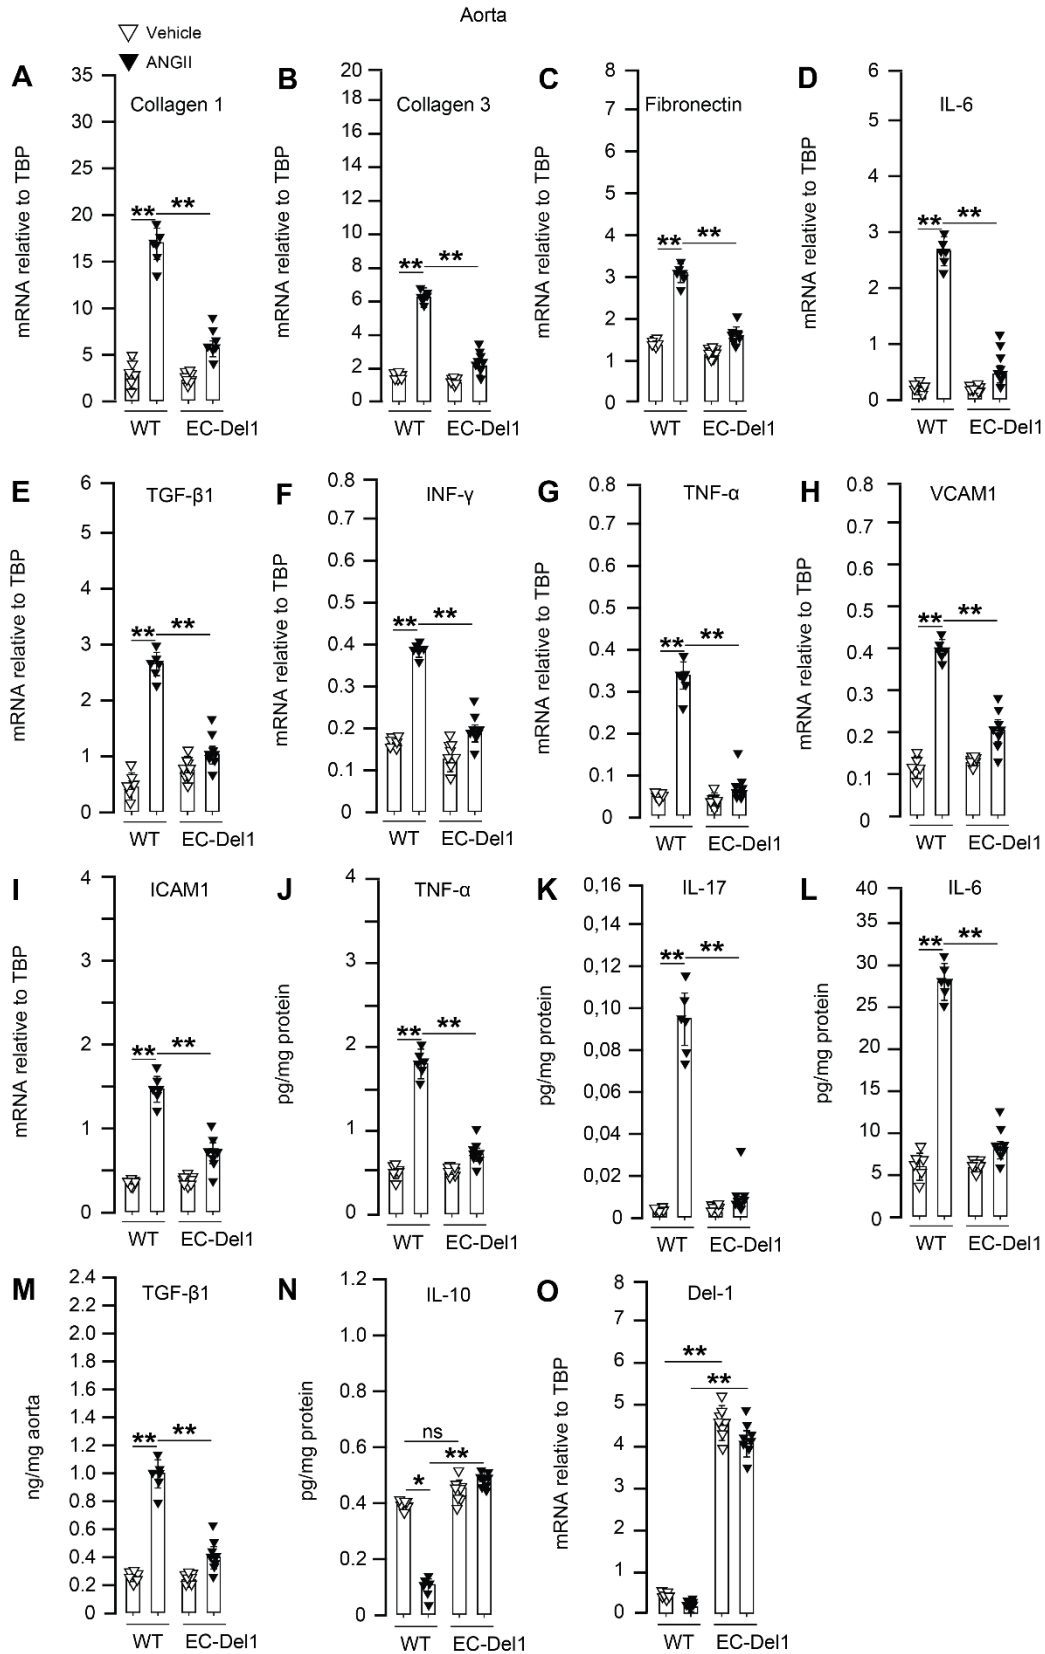 Aorta
Vehicle
ANGII
A
Collagen 1
mRNA relative to TBP
35
30
25
20
15
10
5
0
** **
WT EC-Del1
B
Collagen 3
mRNA relative to TBP
20
18
16
14
12
10
8
6
4
2
0
** **
WT EC-Del1
C
Fibronectin
mRNA relative to TBP
8
7
6
5
4
3
2
1
0
** **
WT EC-Del1
D
IL-6
mRNA relative to TBP
6
5
4
3
2
1
0
** **
WT EC-Del1
E
TGF-β1
mRNA relative to TBP
6
5
4
3
2
1
0
** **
WT EC-Del1
F
INF-γ
mRNA relative to TBP
0.8
0.7
0.6
0.5
0.4
0.3
0.2
0.1
0
** **
WT EC-Del1
G
TNF-α
mRNA relative to TBP
0.8
0.7
0.6
0.5
0.4
0.3
0.2
0.1
0
** **
WT EC-Del1
H
VCAM1
mRNA relative to TBP
0.8
0.7
0.6
0.5
0.4
0.3
0.2
0.1
0
** **
WT EC-Del1
I
ICAM1
mRNA relative to TBP
4
3
2
1
0
** **
WT EC-Del1
J
TNF-α
pg/mg protein
4
3
2
1
0
** **
WT EC-Del1
K
IL-17
pg/mg protein
0,16
0,14
0,12
0,10
0,08
0,06
0,04
0,02
0
** **
WT EC-Del1
L
IL-6
pg/mg protein
40
35
30
25
20
15
10
5
0
** **
WT EC-Del1
M
TGF-β1
ng/mg aorta
2.4
2.2
2.0
1.8
1.6
1.4
1.2
1.0
0.8
0.6
0.4
0.2
0
** **
WT EC-Del1
N
IL-10
pg/mg protein
1.2
1.0
0.8
0.6
0.4
0.2
0
ns
**
*
WT EC-Del1
O
Del-1
mRNA relative to TBP
8
7
6
5
4
3
2
1
0
**
**
WT EC-Del1